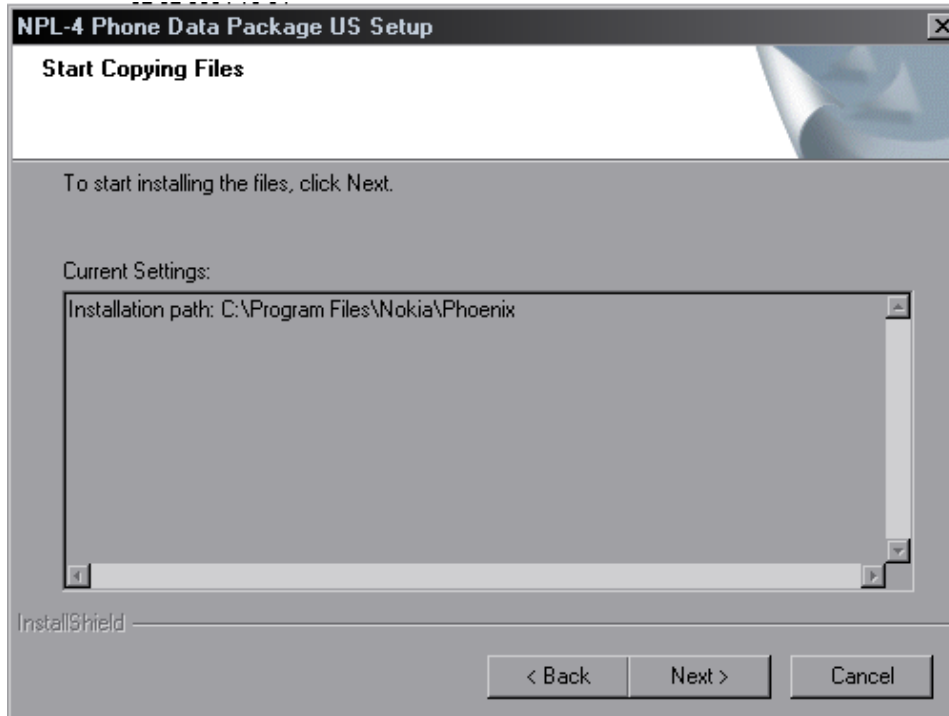 NPL-4 Phone Data Package US Setup
Start Copying Files
To start installing the files, click Next.
Current Settings:
Installation path: C:\Program Files\Nokia\Phoenix
InstallShield
< Back Next > Cancel